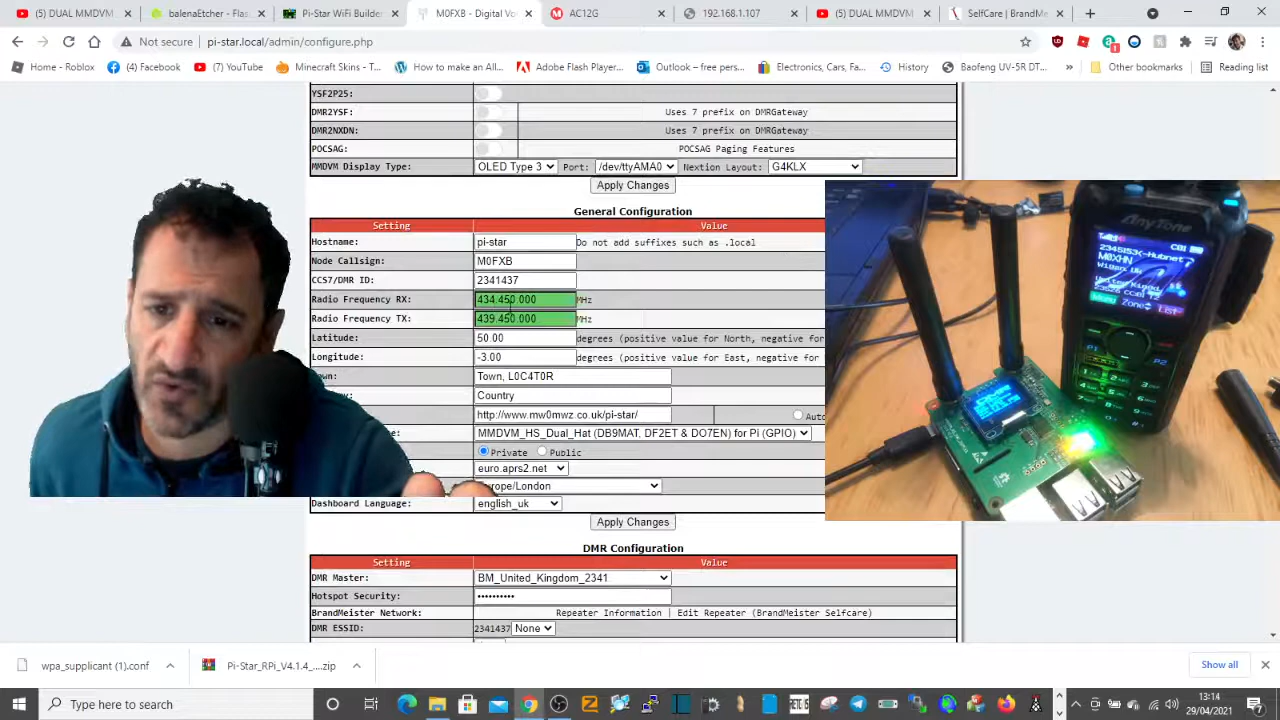 (5) DUAL MMDVM
balenaEtcher - Flas
Pi-Star WiFi Builder
M0FXB - Digital Vo
AC12G
192.168.1.107
(5) DUAL MMDV
SelfCare | BrandMe
Not secure pi-star.local/admin/configure.php
Home - Roblox (4) Facebook (7) YouTube Minecraft Skins - T... How to make an All... Adobe Flash Player... Outlook – free pers... Electronics, Cars, Fa... History Baofeng UV-5R DT... » Other bookmarks Reading list
YSF2P25:
DMR2YSF: Uses 7 prefix on DMRGateway
DMR2NXDN: Uses 7 prefix on DMRGateway
POCSAG: POCSAG Paging Features
MMDVM Display Type: OLED Type 3 Port: /dev/ttyAMA0 Nextion Layout: G4KLX
Apply Changes
General Configuration
Setting Value
Hostname: pi-star Do not add suffixes such as .local
Node Callsign: M0FXB
CCS7/DMR ID: 2341437
Radio Frequency RX: 434.450.000 MHz
Radio Frequency TX: 439.450.000 MHz
Latitude: 50.00 degrees (positive value for North, negative for
Longitude: -3.00 degrees (positive value for East, negative for
Town, L0C4T0R
Country
http://www.mw0mwz.co.uk/pi-star/ Auto
MMDVM_HS_Dual_Hat (DB9MAT, DF2ET & DO7EN) for Pi (GPIO)
Private Public
euro.aprs2.net
rope/London
Dashboard Language: english_uk
Apply Changes
DMR Configuration
Setting Value
DMR Master: BM_United_Kingdom_2341
Hotspot Security: ••••••••••
BrandMeister Network: Repeater Information | Edit Repeater (BrandMeister Selfcare)
DMR ESSID: 2341437 None
AnyTone
M0XHN
Menu Zone List
P2
wpa_supplicant (1).conf
Pi-Star_RPi_V4.1.4_....zip
Show all
Type here to search
13:14
29/04/2021